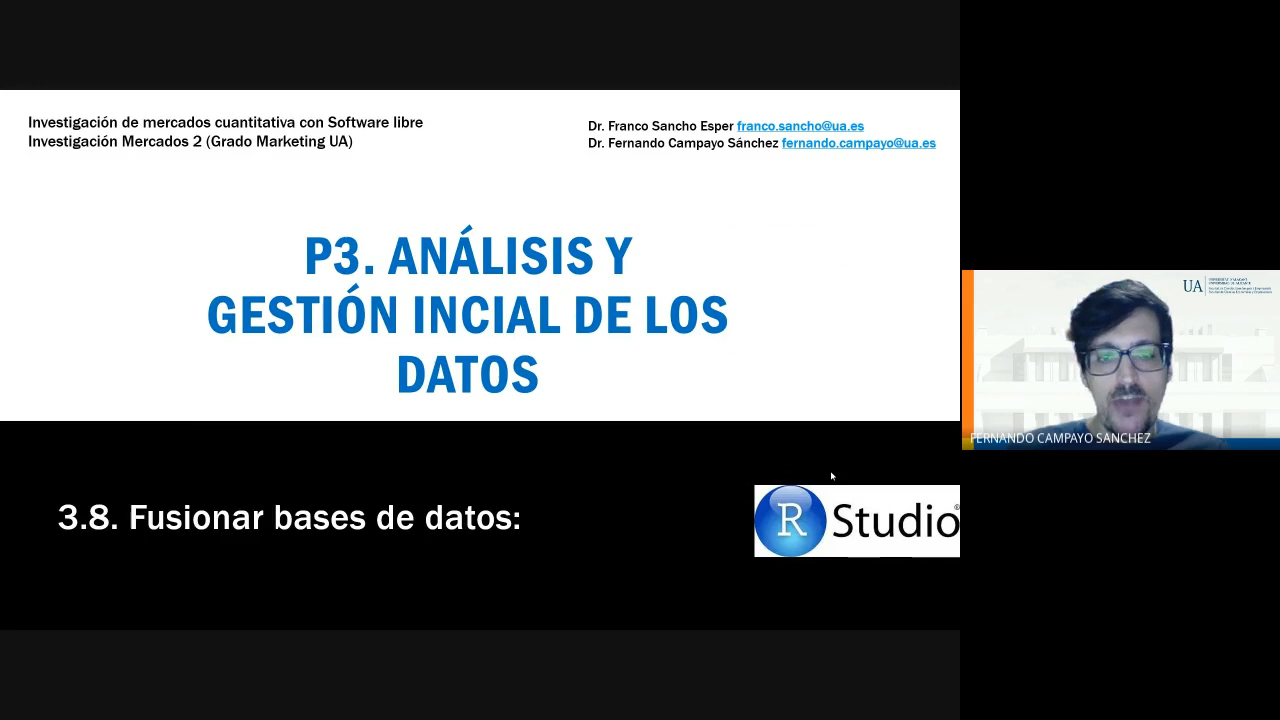 Investigación de mercados cuantitativa con Software libre
Investigación Mercados 2 (Grado Marketing UA)
Dr. Franco Sancho Esper franco.sancho@ua.es
Dr. Fernando Campayo Sánchez fernando.campayo@ua.es
P3. ANÁLISIS Y
GESTIÓN INCIAL DE LOS
DATOS
3.8. Fusionar bases de datos:
R Studio®
UA
FERNANDO CAMPAYO SANCHEZ